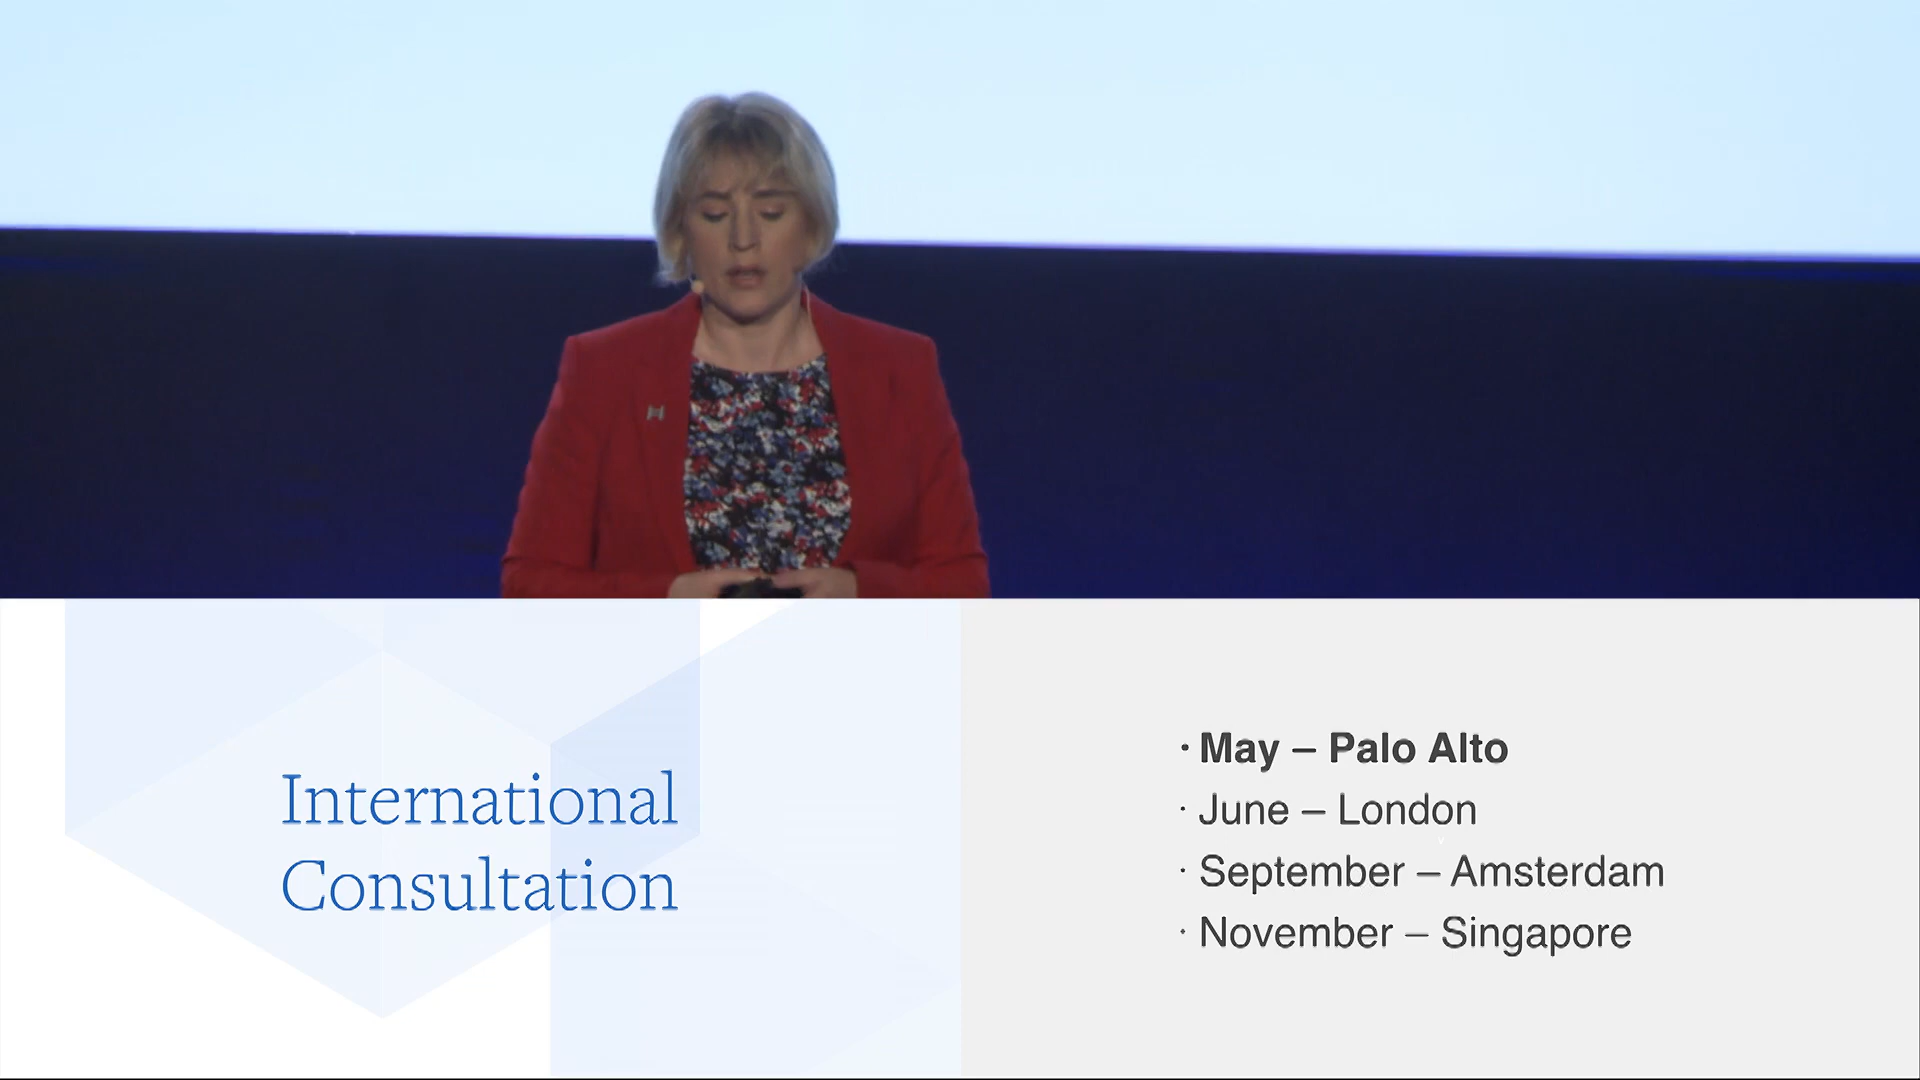 International
Consultation
· May – Palo Alto
· June – London
· September – Amsterdam
· November – Singapore